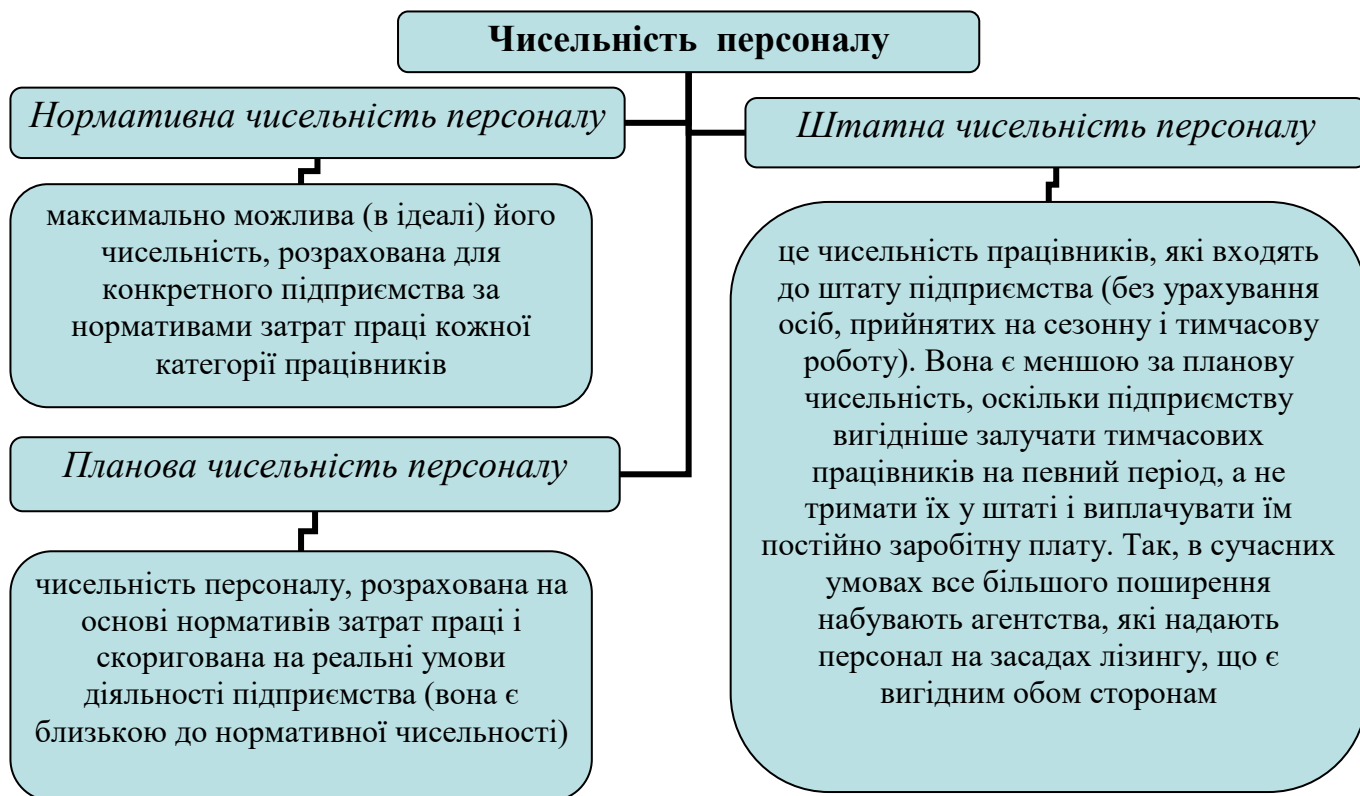 Чисельність персоналу
Нормативна чисельність персоналу
максимально можлива (в ідеалі) його
чисельність, розрахована для
конкретного підприємства за
нормативами затрат праці кожної
категорії працівників
Планова чисельність персоналу
чисельність персоналу, розрахована на
основі нормативів затрат праці і
скоригована на реальні умови
діяльності підприємства (вона є
близькою до нормативної чисельності)
Штатна чисельність персоналу
це чисельність працівників, які входять
до штату підприємства (без урахування
осіб, прийнятих на сезонну і тимчасову
роботу). Вона є меншою за планову
чисельність, оскільки підприємству
вигідніше залучати тимчасових
працівників на певний період, а не
тримати їх у штаті і виплачувати їм
постійно заробітну плату. Так, в сучасних
умовах все більшого поширення
набувають агентства, які надають
персонал на засадах лізингу, що є
вигідним обом сторонам